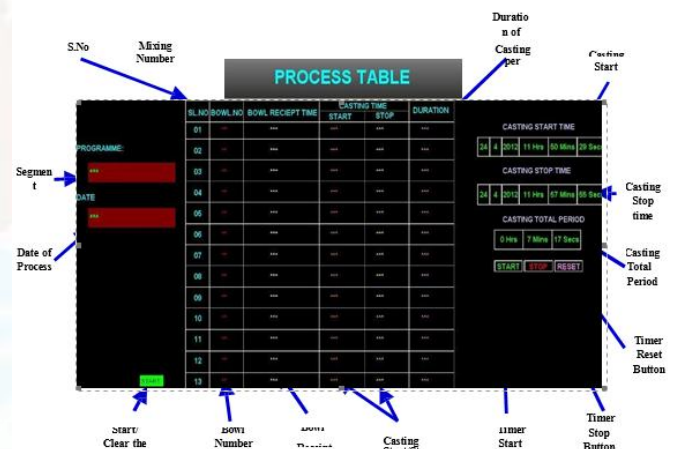 Duratio
n of
Casting
per
S.No
Mixing
Number
Casting
Start
PROCESS TABLE
SL.NO BOWL.NO BOWL RECIEPT TIME CASTING TIME DURATION
START STOP
01 *** *** *** ***
02 *** *** *** ***
03 *** *** *** ***
04 *** *** *** ***
05 *** *** *** ***
06 *** *** *** ***
07 *** *** *** ***
08 *** *** *** ***
09 *** *** *** ***
10 *** *** *** ***
11 *** *** *** ***
12 *** *** *** ***
13 *** *** *** ***
PROGRAMME:
***
DATE
***
START
CASTING START TIME
24 4 2012 11 Hrs 50 Mins 29 Secs
CASTING STOP TIME
24 4 2012 11 Hrs 57 Mins 55 Secs
CASTING TOTAL PERIOD
0 Hrs 7 Mins 17 Secs
START STOP RESET
Segmen
t
Date of
Process
Casting
Stop
time
Casting
Total
Period
Timer
Reset
Button
Start/
Clear the
Bowl
Number
Bowl
Casting
Timer
Start
Timer
Stop
Button